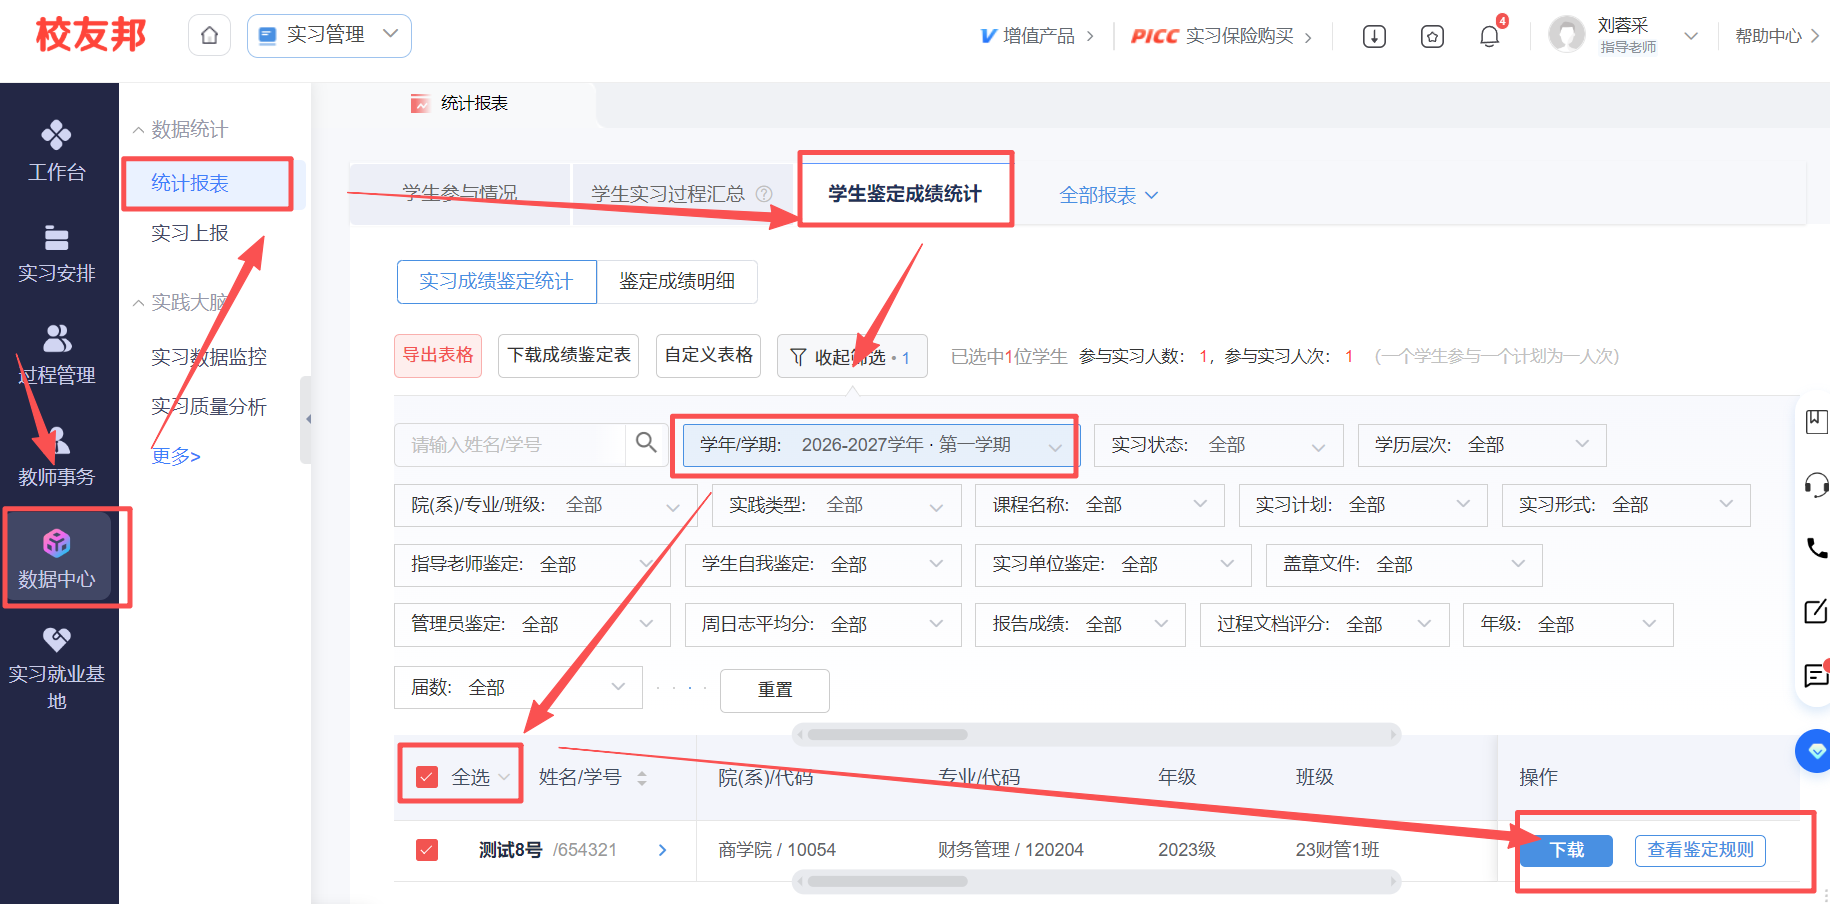 校友邦
实习管理
增值产品
PICC 实习保险购买
4
刘蓉采
指导老师
帮助中心
工作台
实习安排
过程管理
教师事务
数据中心
实习就业基地
数据统计
统计报表
实习上报
实践大脑
实习数据监控
实习质量分析
更多>
统计报表
学生参与情况
学生实习过程汇总
学生鉴定成绩统计
全部报表
实习成绩鉴定统计
鉴定成绩明细
导出表格
下载成绩鉴定表
自定义表格
收起筛选 · 1
已选中1位学生 参与实习人数: 1, 参与实习人次: 1 (一个学生参与一个计划为一人次)
请输入姓名/学号
学年/学期: 2026-2027学年 · 第一学期
实习状态: 全部
学历层次: 全部
院(系)/专业/班级: 全部
实践类型: 全部
课程名称: 全部
实习计划: 全部
实习形式: 全部
指导老师鉴定: 全部
学生自我鉴定: 全部
实习单位鉴定: 全部
盖章文件: 全部
管理员鉴定: 全部
周日志平均分: 全部
报告成绩: 全部
过程文档评分: 全部
年级: 全部
届数: 全部
重置
全选 姓名/学号 院(系)/代码 专业/代码 年级 班级 操作
测试8号 /654321 商学院 / 10054 财务管理 / 120204 2023级 23财管1班 下载 查看鉴定规则